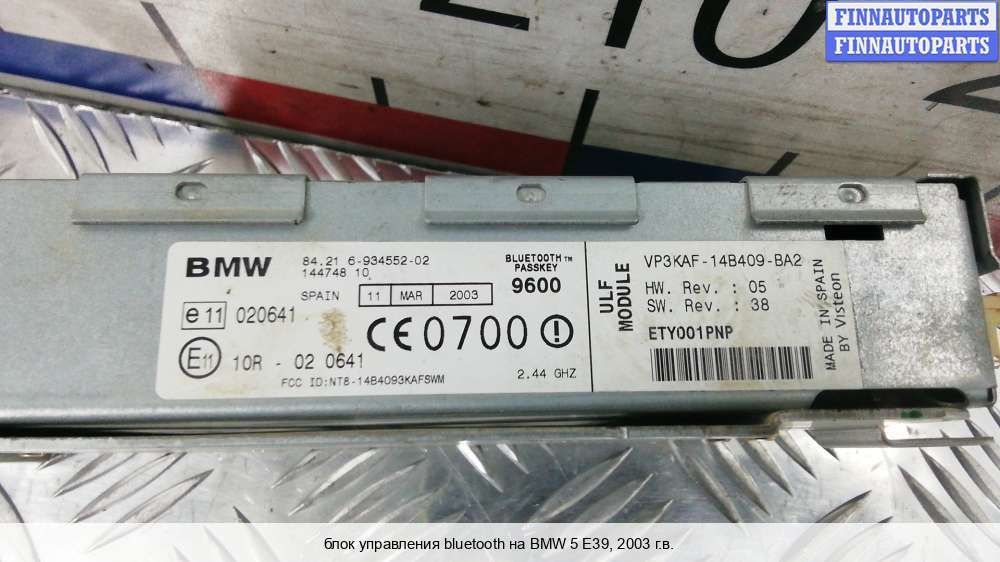 FINNAUTOPARTS
FINNAUTOPARTS
BMW
84.21 6-934552-02
144748 10
BLUETOOTH™
PASSKEY
9600
SPAIN 11 MAR 2003
e 11 020641
CE0700
E11 10R - 02 0641
FCC ID:NT8-14B4093KAFSWM
2.44 GHZ
ULF
MODULE
VP3KAF-14B409-BA2
HW. Rev. : 05
SW. Rev. : 38
ETY001PNP
MADE IN SPAIN
BY Visteon
блок управления bluetooth на BMW 5 E39, 2003 г.в.